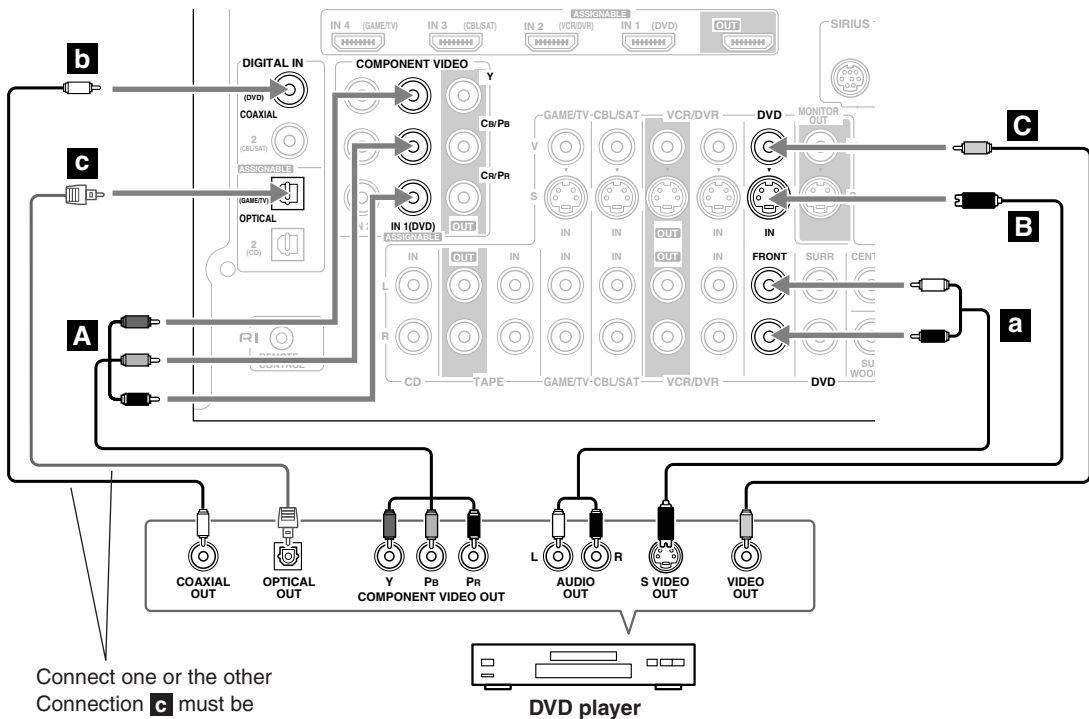 ASSIGNABLE
IN 4 (GAME/TV)
IN 3 (CBL/SAT)
IN 2 (VCR/DVR)
IN 1 (DVD)
OUT
SIRIUS
b
DIGITAL IN
(DVD)
COAXIAL
2
(CBL/SAT)
COMPONENT VIDEO
Y
CB/PB
CR/PR
IN 1(DVD)
OUT
ASSIGNABLE
c
ASSIGNABLE
(GAME/TV)
OPTICAL
2
(CD)
GAME/TV
CBL/SAT
VCR/DVR
DVD
MONITOR OUT
V
S
IN
IN
OUT
IN
IN
C
B
IN
OUT
IN
IN
IN
OUT
IN
FRONT
SURR
CENT
L
R
a
A
RI
REMOTE
CONTROL
CD
TAPE
GAME/TV
CBL/SAT
VCR/DVR
DVD
SU
WOO
COAXIAL
OUT
OPTICAL
OUT
Y PB PR
COMPONENT VIDEO OUT
L R
AUDIO
OUT
S VIDEO
OUT
VIDEO
OUT
Connect one or the other
Connection c must be
DVD player